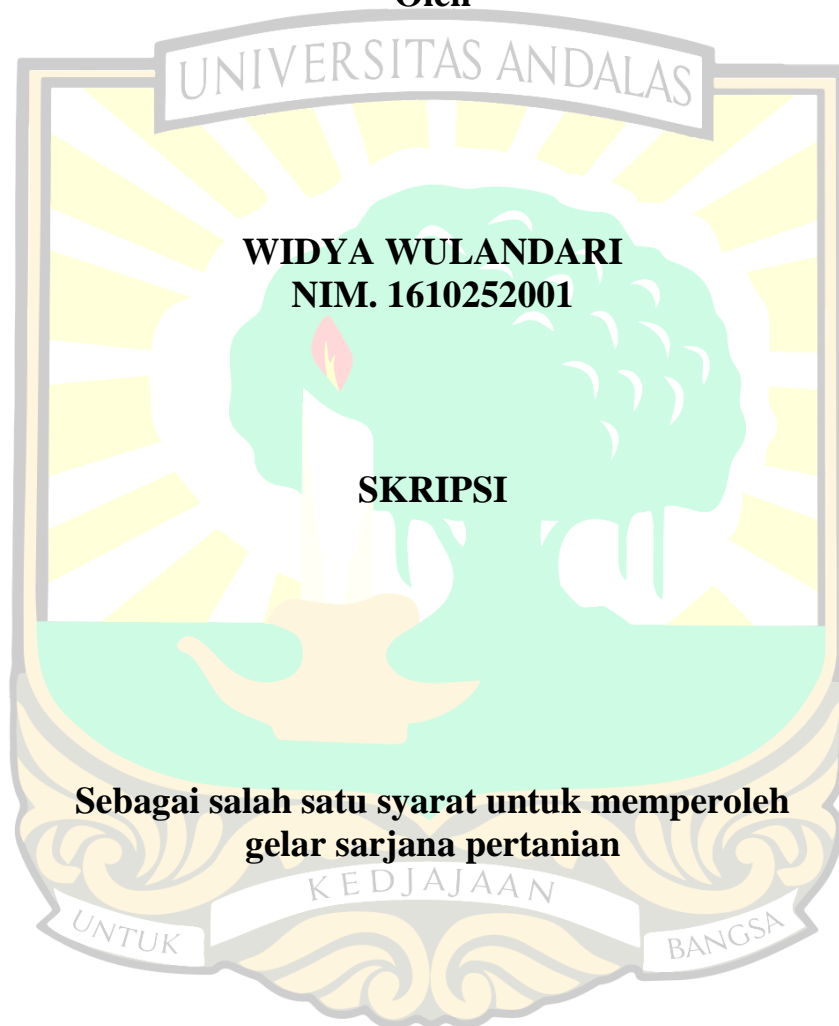 Oleh
UNIVERSITAS ANDALAS
WIDYA WULANDARI
NIM. 1610252001
SKRIPSI
Sebagai salah satu syarat untuk memperoleh
gelar sarjana pertanian
KEDJAJAAN
UNTUK
BANGSA